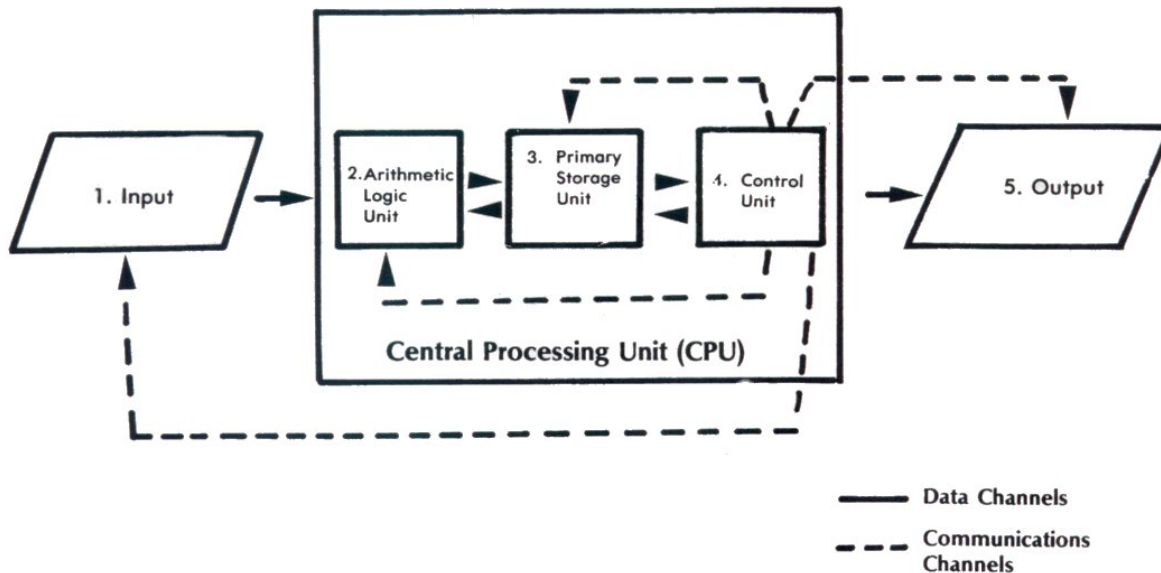 1. Input
2. Arithmetic
Logic
Unit
3. Primary
Storage
Unit
4. Control
Unit
5. Output
Central Processing Unit (CPU)
Data Channels
Communications
Channels